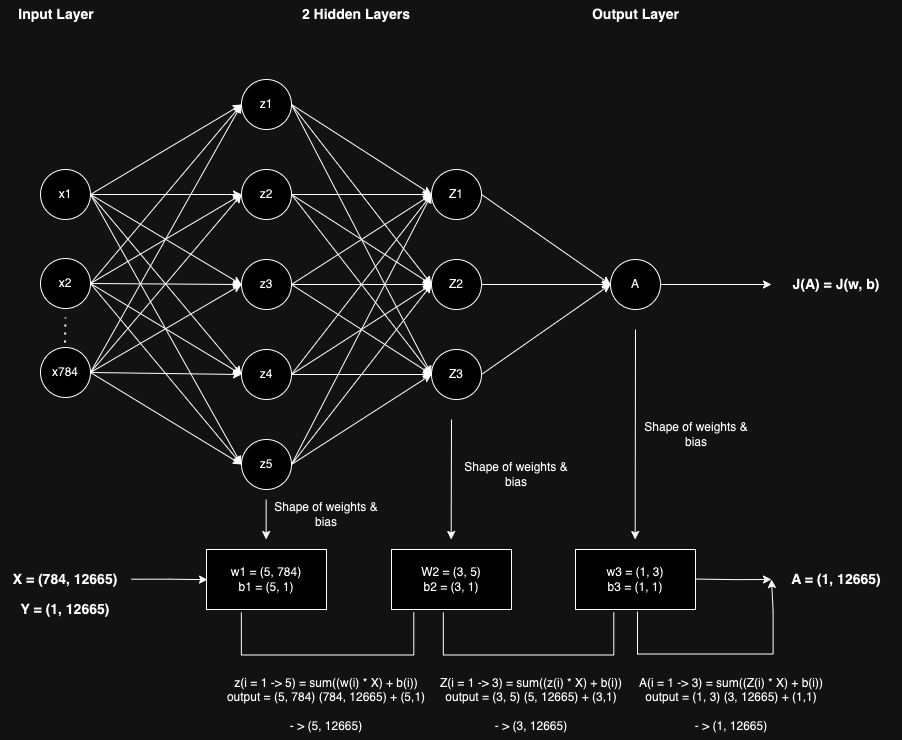 Input Layer
2 Hidden Layers
Output Layer
z1
x1
z2
Z1
x2
z3
Z2
A
J(A) = J(w, b)
x784
z4
Z3
z5
Shape of weights &
bias
Shape of weights &
bias
Shape of weights &
bias
X = (784, 12665)
Y = (1, 12665)
w1 = (5, 784)
b1 = (5, 1)
W2 = (3, 5)
b2 = (3, 1)
w3 = (1, 3)
b3 = (1, 1)
A = (1, 12665)
z(i = 1 -> 5) = sum((w(i) * X) + b(i))
output = (5, 784) (784, 12665) + (5,1)
- > (5, 12665)
Z(i = 1 -> 3) = sum((z(i) * X) + b(i))
output = (3, 5) (5, 12665) + (3,1)
- > (3, 12665)
A(i = 1 -> 3) = sum((Z(i) * X) + b(i))
output = (1, 3) (3, 12665) + (1,1)
- > (1, 12665)